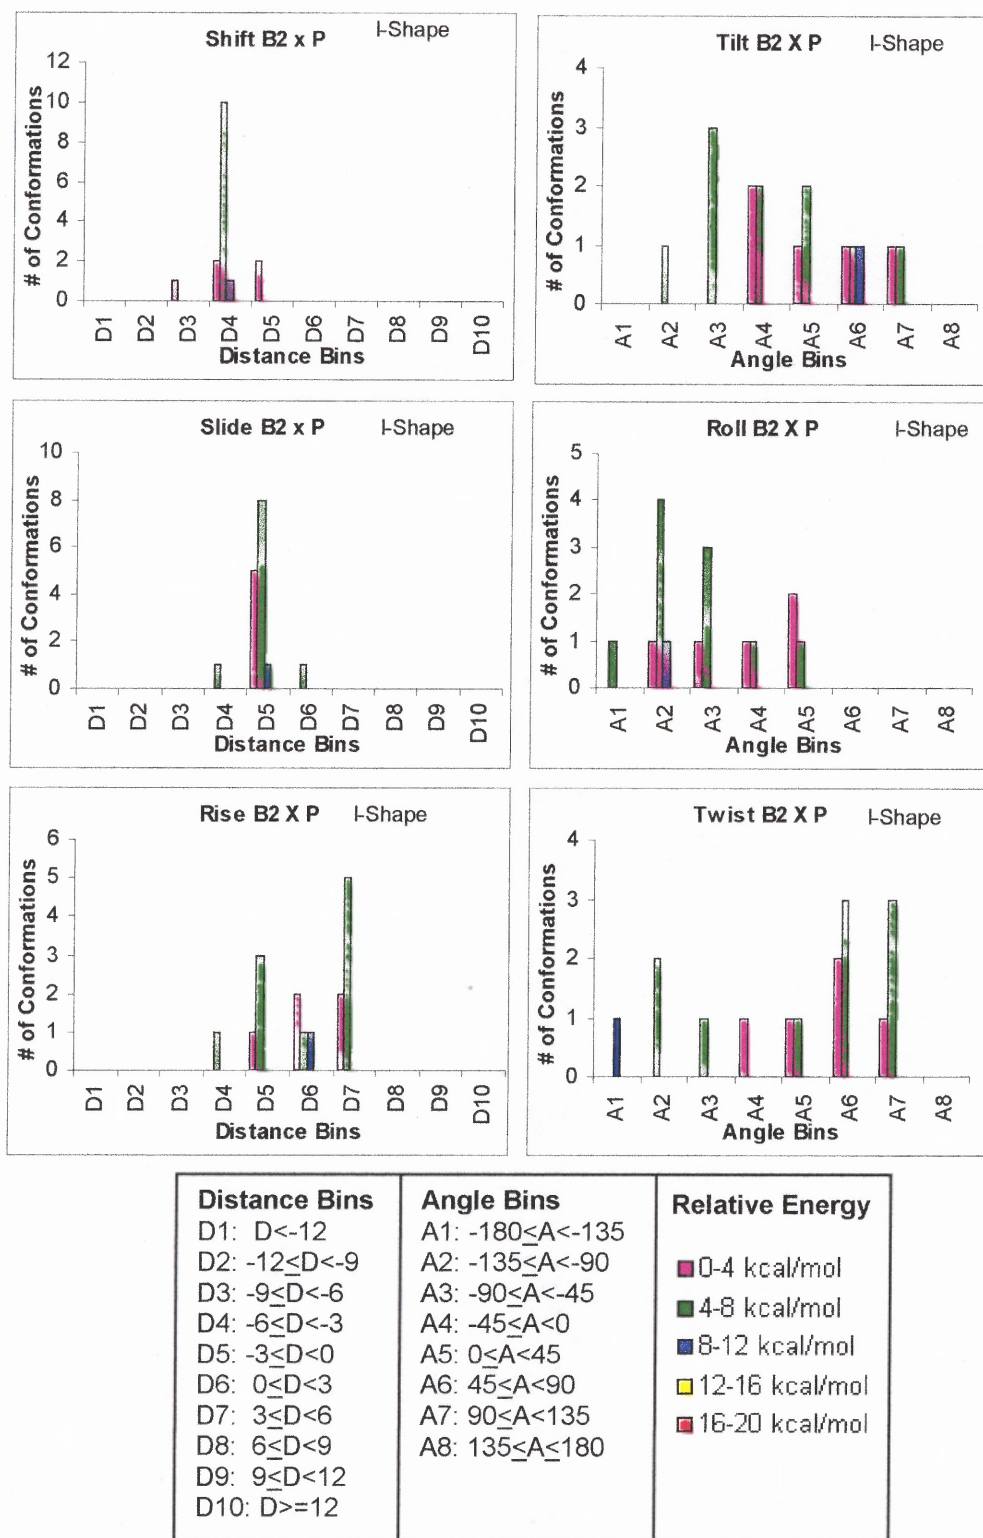 Shift B2 x P I-Shape
# of Conformations
12
10
8
6
4
2
0
D1 D2 D3 D4 D5 D6 D7 D8 D9 D10
Distance Bins
Tilt B2 X P I-Shape
# of Conformations
4
3
2
1
0
A1 A2 A3 A4 A5 A6 A7 A8
Angle Bins
Slide B2 x P I-Shape
# of Conformations
10
8
6
4
2
0
D1 D2 D3 D4 D5 D6 D7 D8 D9 D10
Distance Bins
Roll B2 X P I-Shape
# of Conformations
5
4
3
2
1
0
A1 A2 A3 A4 A5 A6 A7 A8
Angle Bins
Rise B2 X P I-Shape
# of Conformations
6
5
4
3
2
1
0
D1 D2 D3 D4 D5 D6 D7 D8 D9 D10
Distance Bins
Twist B2 X P I-Shape
# of Conformations
4
3
2
1
0
A1 A2 A3 A4 A5 A6 A7 A8
Angle Bins
Distance Bins
D1: D<-12
D2: -12≤D<-9
D3: -9≤D<-6
D4: -6≤D<-3
D5: -3≤D<0
D6: 0≤D<3
D7: 3≤D<6
D8: 6≤D<9
D9: 9≤D<12
D10: D>=12
Angle Bins
A1: -180≤A<-135
A2: -135≤A<-90
A3: -90≤A<-45
A4: -45≤A<0
A5: 0≤A<45
A6: 45≤A<90
A7: 90≤A<135
A8: 135≤A≤180
Relative Energy
0-4 kcal/mol
4-8 kcal/mol
8-12 kcal/mol
12-16 kcal/mol
16-20 kcal/mol